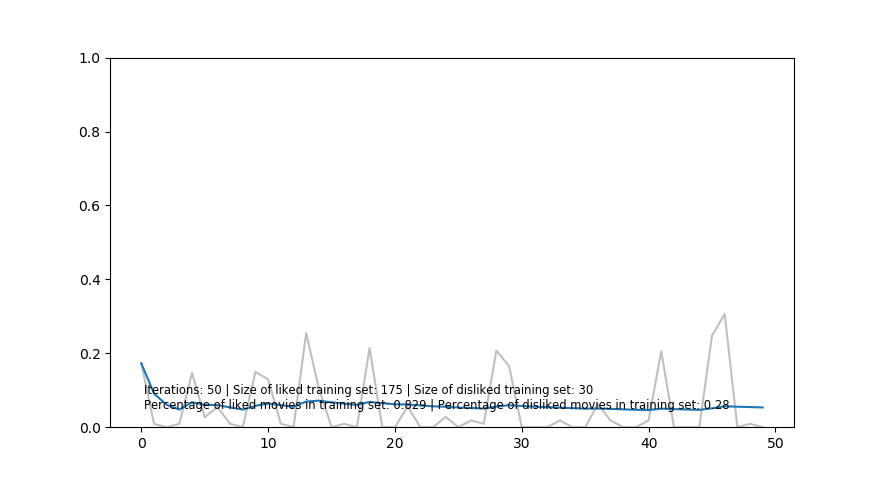 1.0
0.8
0.6
0.4
0.2
0.0
Iterations: 50 | Size of liked training set: 175 | Size of disliked training set: 30
Percentage of liked movies in training set: 0.829 | Percentage of disliked movies in training set: 0.28
0 10 20 30 40 50